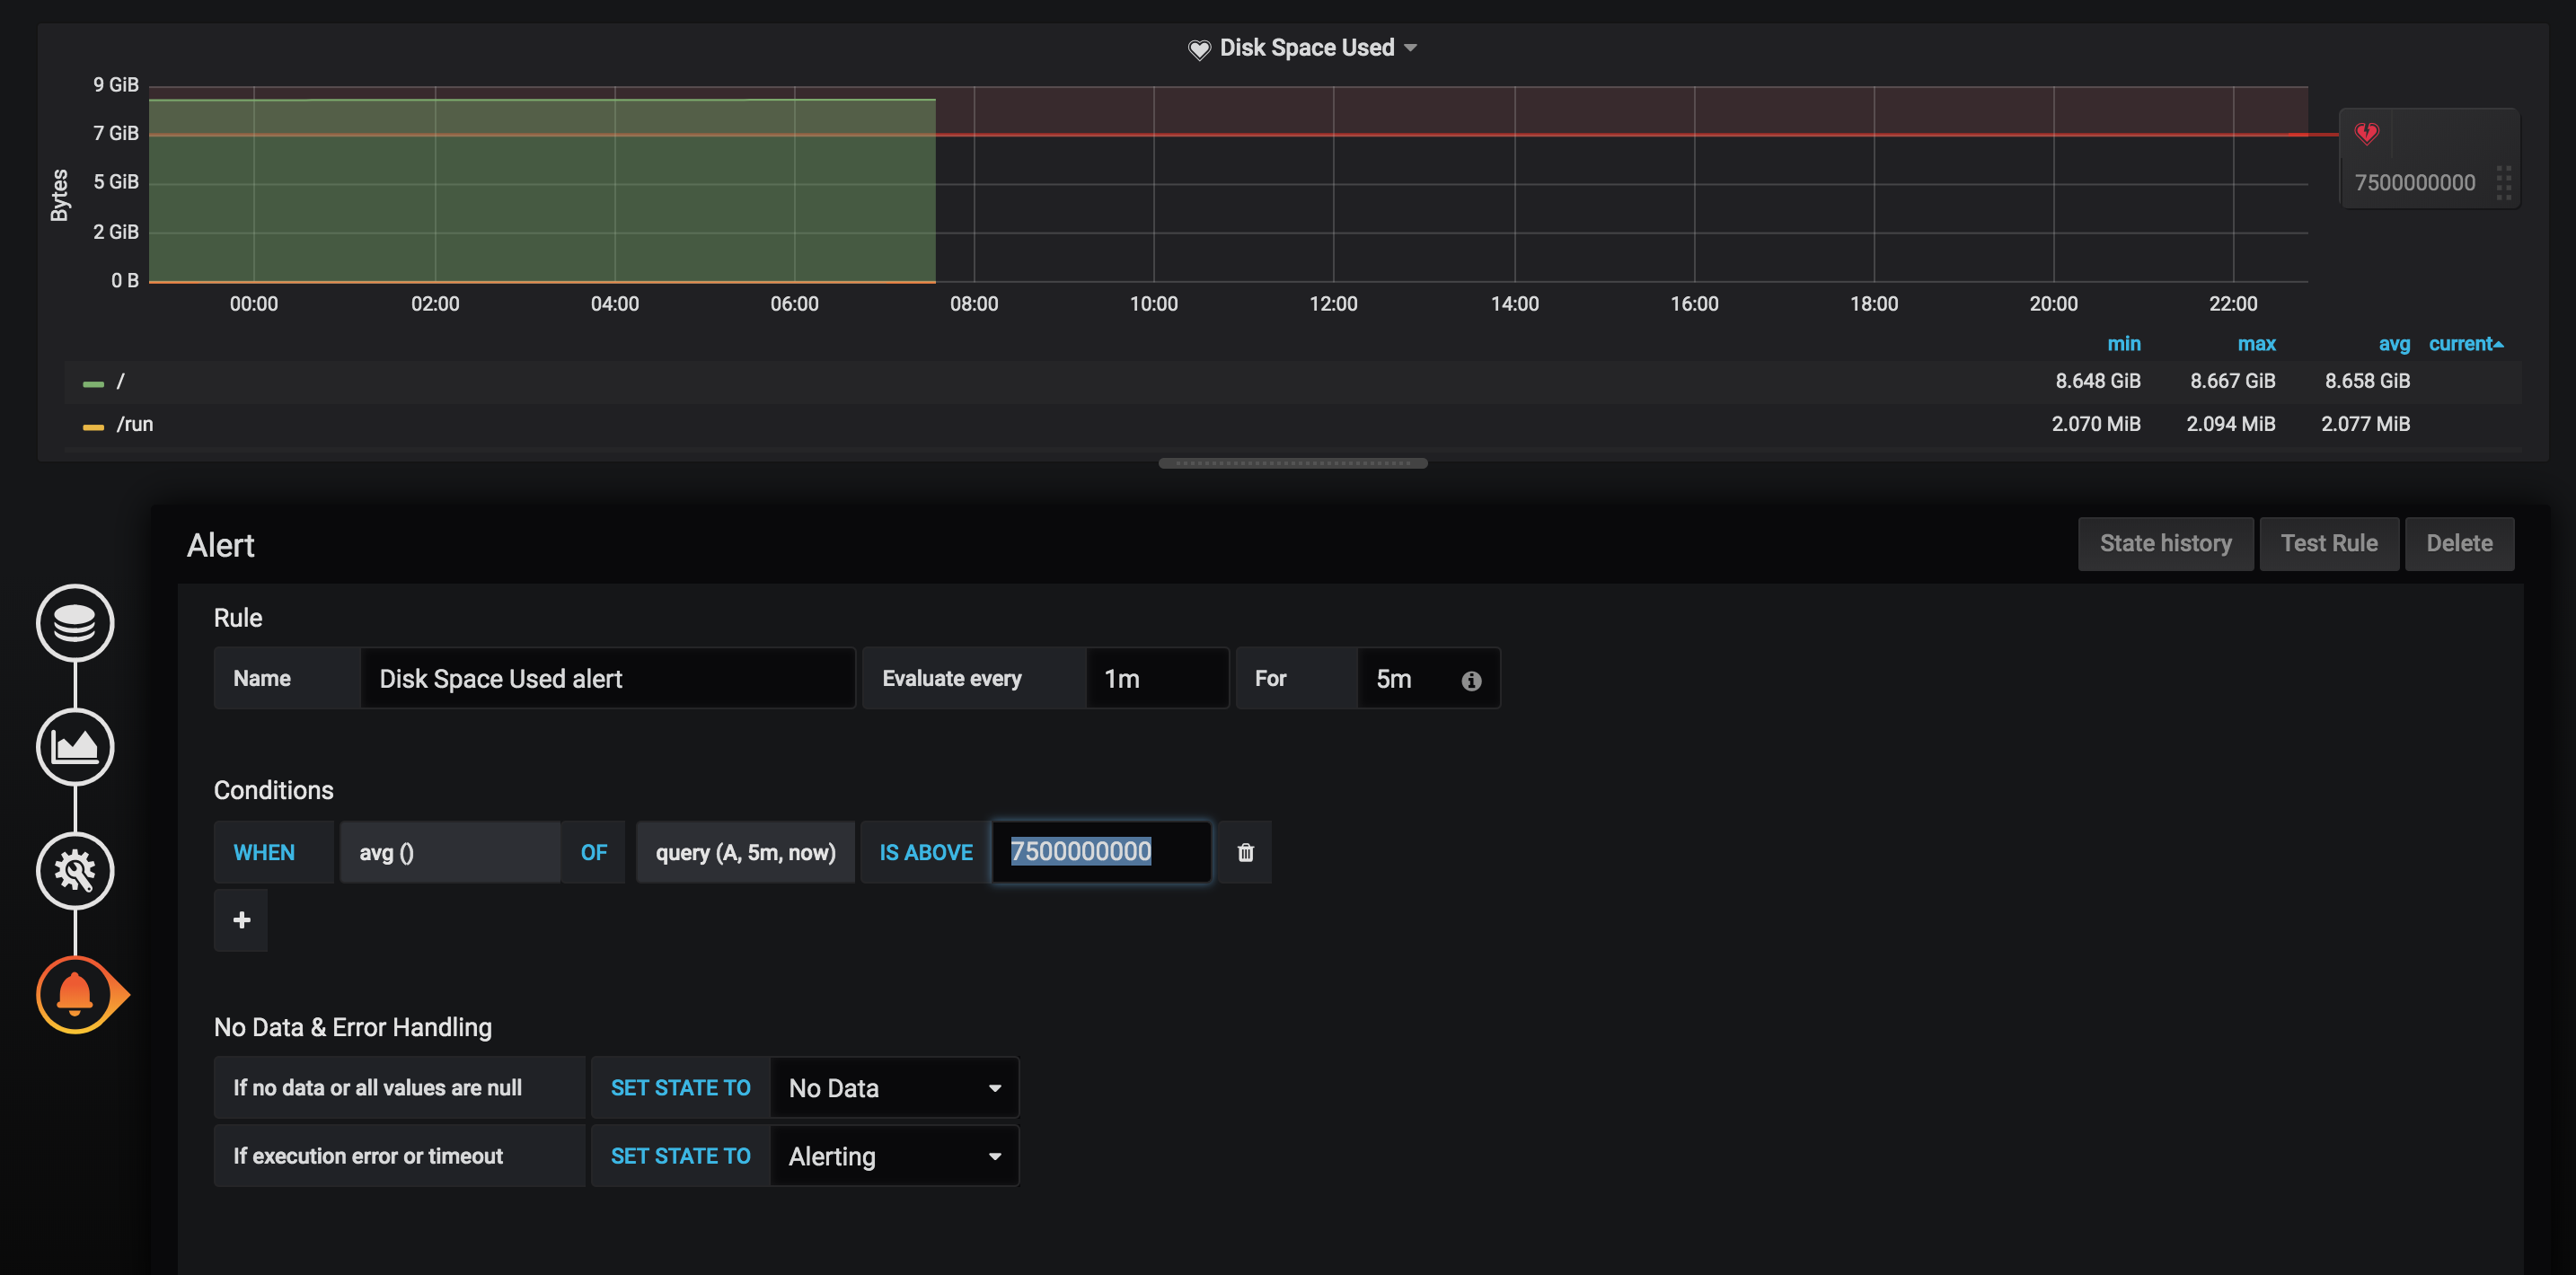 Disk Space Used
9 GiB
7 GiB
5 GiB
2 GiB
0 B
Bytes
7500000000
00:00 02:00 04:00 06:00 08:00 10:00 12:00 14:00 16:00 18:00 20:00 22:00
min max avg current
/ 8.648 GiB 8.667 GiB 8.658 GiB
/run 2.070 MiB 2.094 MiB 2.077 MiB
Alert State history Test Rule Delete
Rule
Name Disk Space Used alert Evaluate every 1m For 5m
Conditions
WHEN avg () OF query (A, 5m, now) IS ABOVE 7500000000
+
No Data & Error Handling
If no data or all values are null SET STATE TO No Data
If execution error or timeout SET STATE TO Alerting